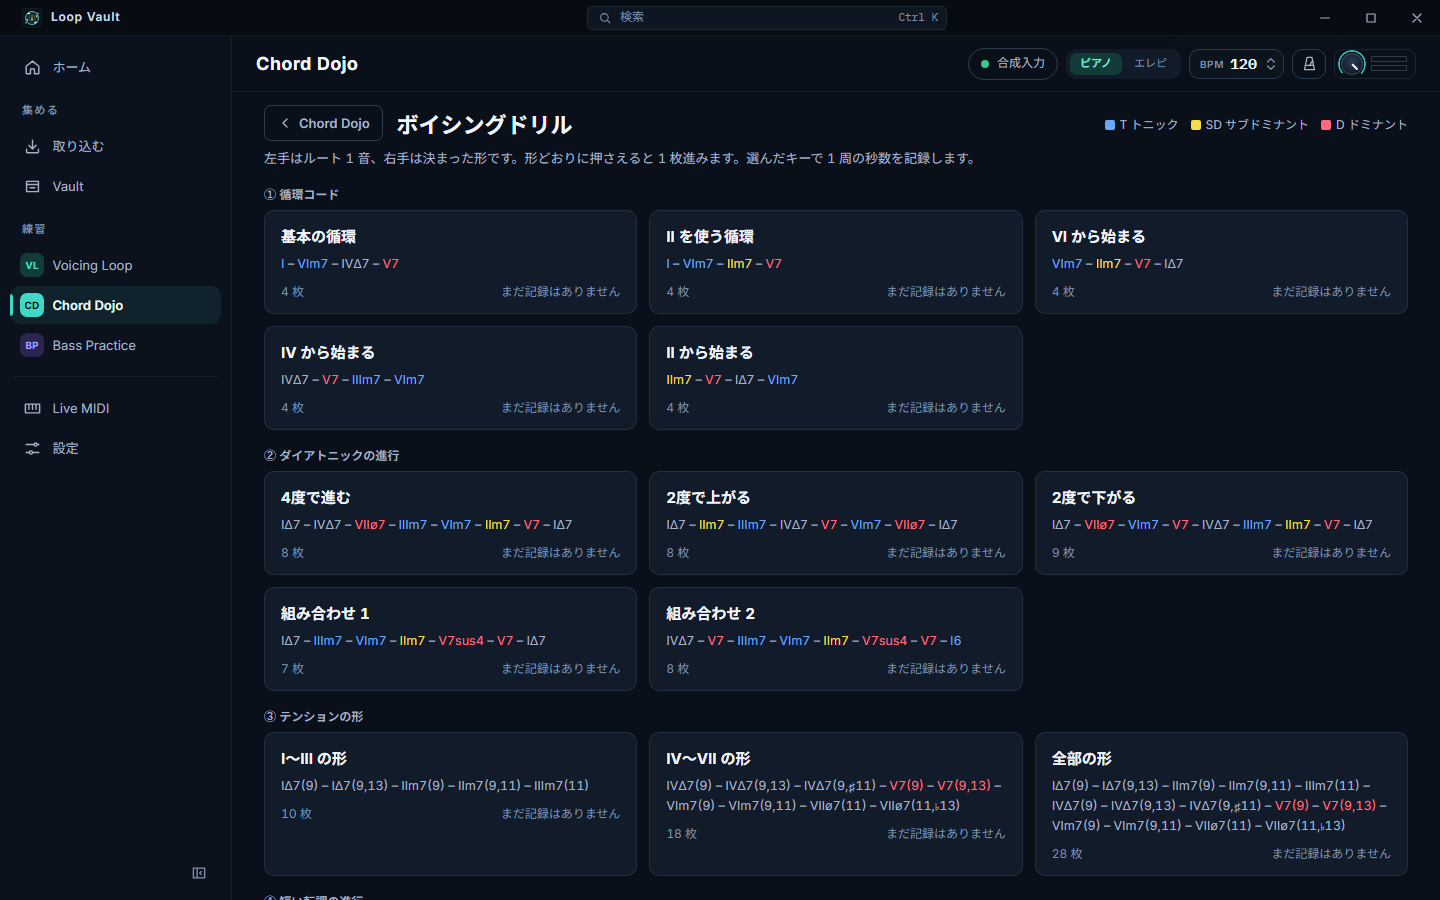 Loop Vault
検索
Ctrl K
ホーム
集める
取り込む
Vault
練習
VL Voicing Loop
CD Chord Dojo
BP Bass Practice
Live MIDI
設定
Chord Dojo
合成入力
ピアノ
エレピ
BPM 120
Chord Dojo
ボイシングドリル
T トニック
SD サブドミナント
D ドミナント
左手はルート 1 音、右手は決まった形です。形どおりに押さえると 1 枚進みます。選んだキーで 1 周の秒数を記録します。
① 循環コード
基本の循環
I – VIm7 – IVΔ7 – V7
4 枚
まだ記録はありません
II を使う循環
I – VIm7 – IIm7 – V7
4 枚
まだ記録はありません
VI から始まる
VIm7 – IIm7 – V7 – IΔ7
4 枚
まだ記録はありません
IV から始まる
IVΔ7 – V7 – IIIm7 – VIm7
4 枚
まだ記録はありません
II から始まる
IIm7 – V7 – IΔ7 – VIm7
4 枚
まだ記録はありません
② ダイアトニックの進行
4度で進む
IΔ7 – IVΔ7 – VIIø7 – IIIm7 – VIm7 – IIm7 – V7 – IΔ7
8 枚
まだ記録はありません
2度で上がる
IΔ7 – IIm7 – IIIm7 – IVΔ7 – V7 – VIm7 – VIIø7 – IΔ7
8 枚
まだ記録はありません
2度で下がる
IΔ7 – VIIø7 – VIm7 – V7 – IVΔ7 – IIIm7 – IIm7 – V7 – IΔ7
9 枚
まだ記録はありません
組み合わせ 1
IΔ7 – IIIm7 – VIm7 – IIm7 – V7sus4 – V7 – IΔ7
7 枚
まだ記録はありません
組み合わせ 2
IVΔ7 – V7 – IIIm7 – VIm7 – IIm7 – V7sus4 – V7 – I6
8 枚
まだ記録はありません
③ テンションの形
I〜III の形
IΔ7(9) – IΔ7(9,13) – IIm7(9) – IIm7(9,11) – IIIm7(11)
10 枚
まだ記録はありません
IV〜VII の形
IVΔ7(9) – IVΔ7(9,13) – IVΔ7(9,♯11) – V7(9) – V7(9,13) –
VIm7(9) – VIm7(9,11) – VIIø7(11) – VIIø7(11,♭13)
18 枚
まだ記録はありません
全部の形
IΔ7(9) – IΔ7(9,13) – IIm7(9) – IIm7(9,11) – IIIm7(11) –
IVΔ7(9) – IVΔ7(9,13) – IVΔ7(9,♯11) – V7(9) – V7(9,13) –
VIm7(9) – VIm7(9,11) – VIIø7(11) – VIIø7(11,♭13)
28 枚
まだ記録はありません